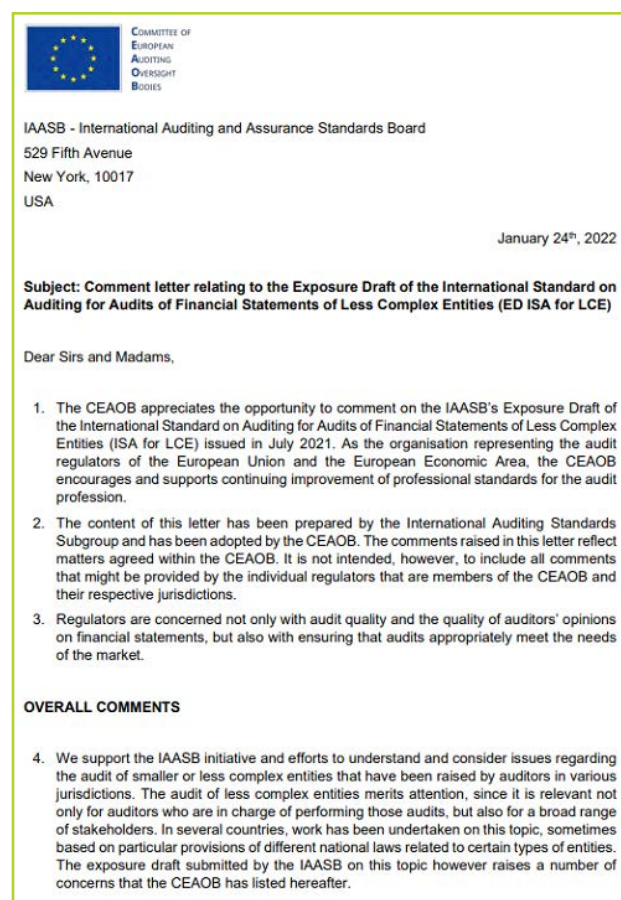 COMMITTEE OF
EUROPEAN
AUDITING
OVERSIGHT
BODIES
IAASB - International Auditing and Assurance Standards Board
529 Fifth Avenue
New York, 10017
USA
January 24th, 2022
Subject: Comment letter relating to the Exposure Draft of the International Standard on
Auditing for Audits of Financial Statements of Less Complex Entities (ED ISA for LCE)
Dear Sirs and Madams,
1. The CEAOB appreciates the opportunity to comment on the IAASB's Exposure Draft of
the International Standard on Auditing for Audits of Financial Statements of Less Complex
Entities (ISA for LCE) issued in July 2021. As the organisation representing the audit
regulators of the European Union and the European Economic Area, the CEAOB
encourages and supports continuing improvement of professional standards for the audit
profession.
2. The content of this letter has been prepared by the International Auditing Standards
Subgroup and has been adopted by the CEAOB. The comments raised in this letter reflect
matters agreed within the CEAOB. It is not intended, however, to include all comments
that might be provided by the individual regulators that are members of the CEAOB and
their respective jurisdictions.
3. Regulators are concerned not only with audit quality and the quality of auditors' opinions
on financial statements, but also with ensuring that audits appropriately meet the needs
of the market.
OVERALL COMMENTS
4. We support the IAASB initiative and efforts to understand and consider issues regarding
the audit of smaller or less complex entities that have been raised by auditors in various
jurisdictions. The audit of less complex entities merits attention, since it is relevant not
only for auditors who are in charge of performing those audits, but also for a broad range
of stakeholders. In several countries, work has been undertaken on this topic, sometimes
based on particular provisions of different national laws related to certain types of entities.
The exposure draft submitted by the IAASB on this topic however raises a number of
concerns that the CEAOB has listed hereafter.